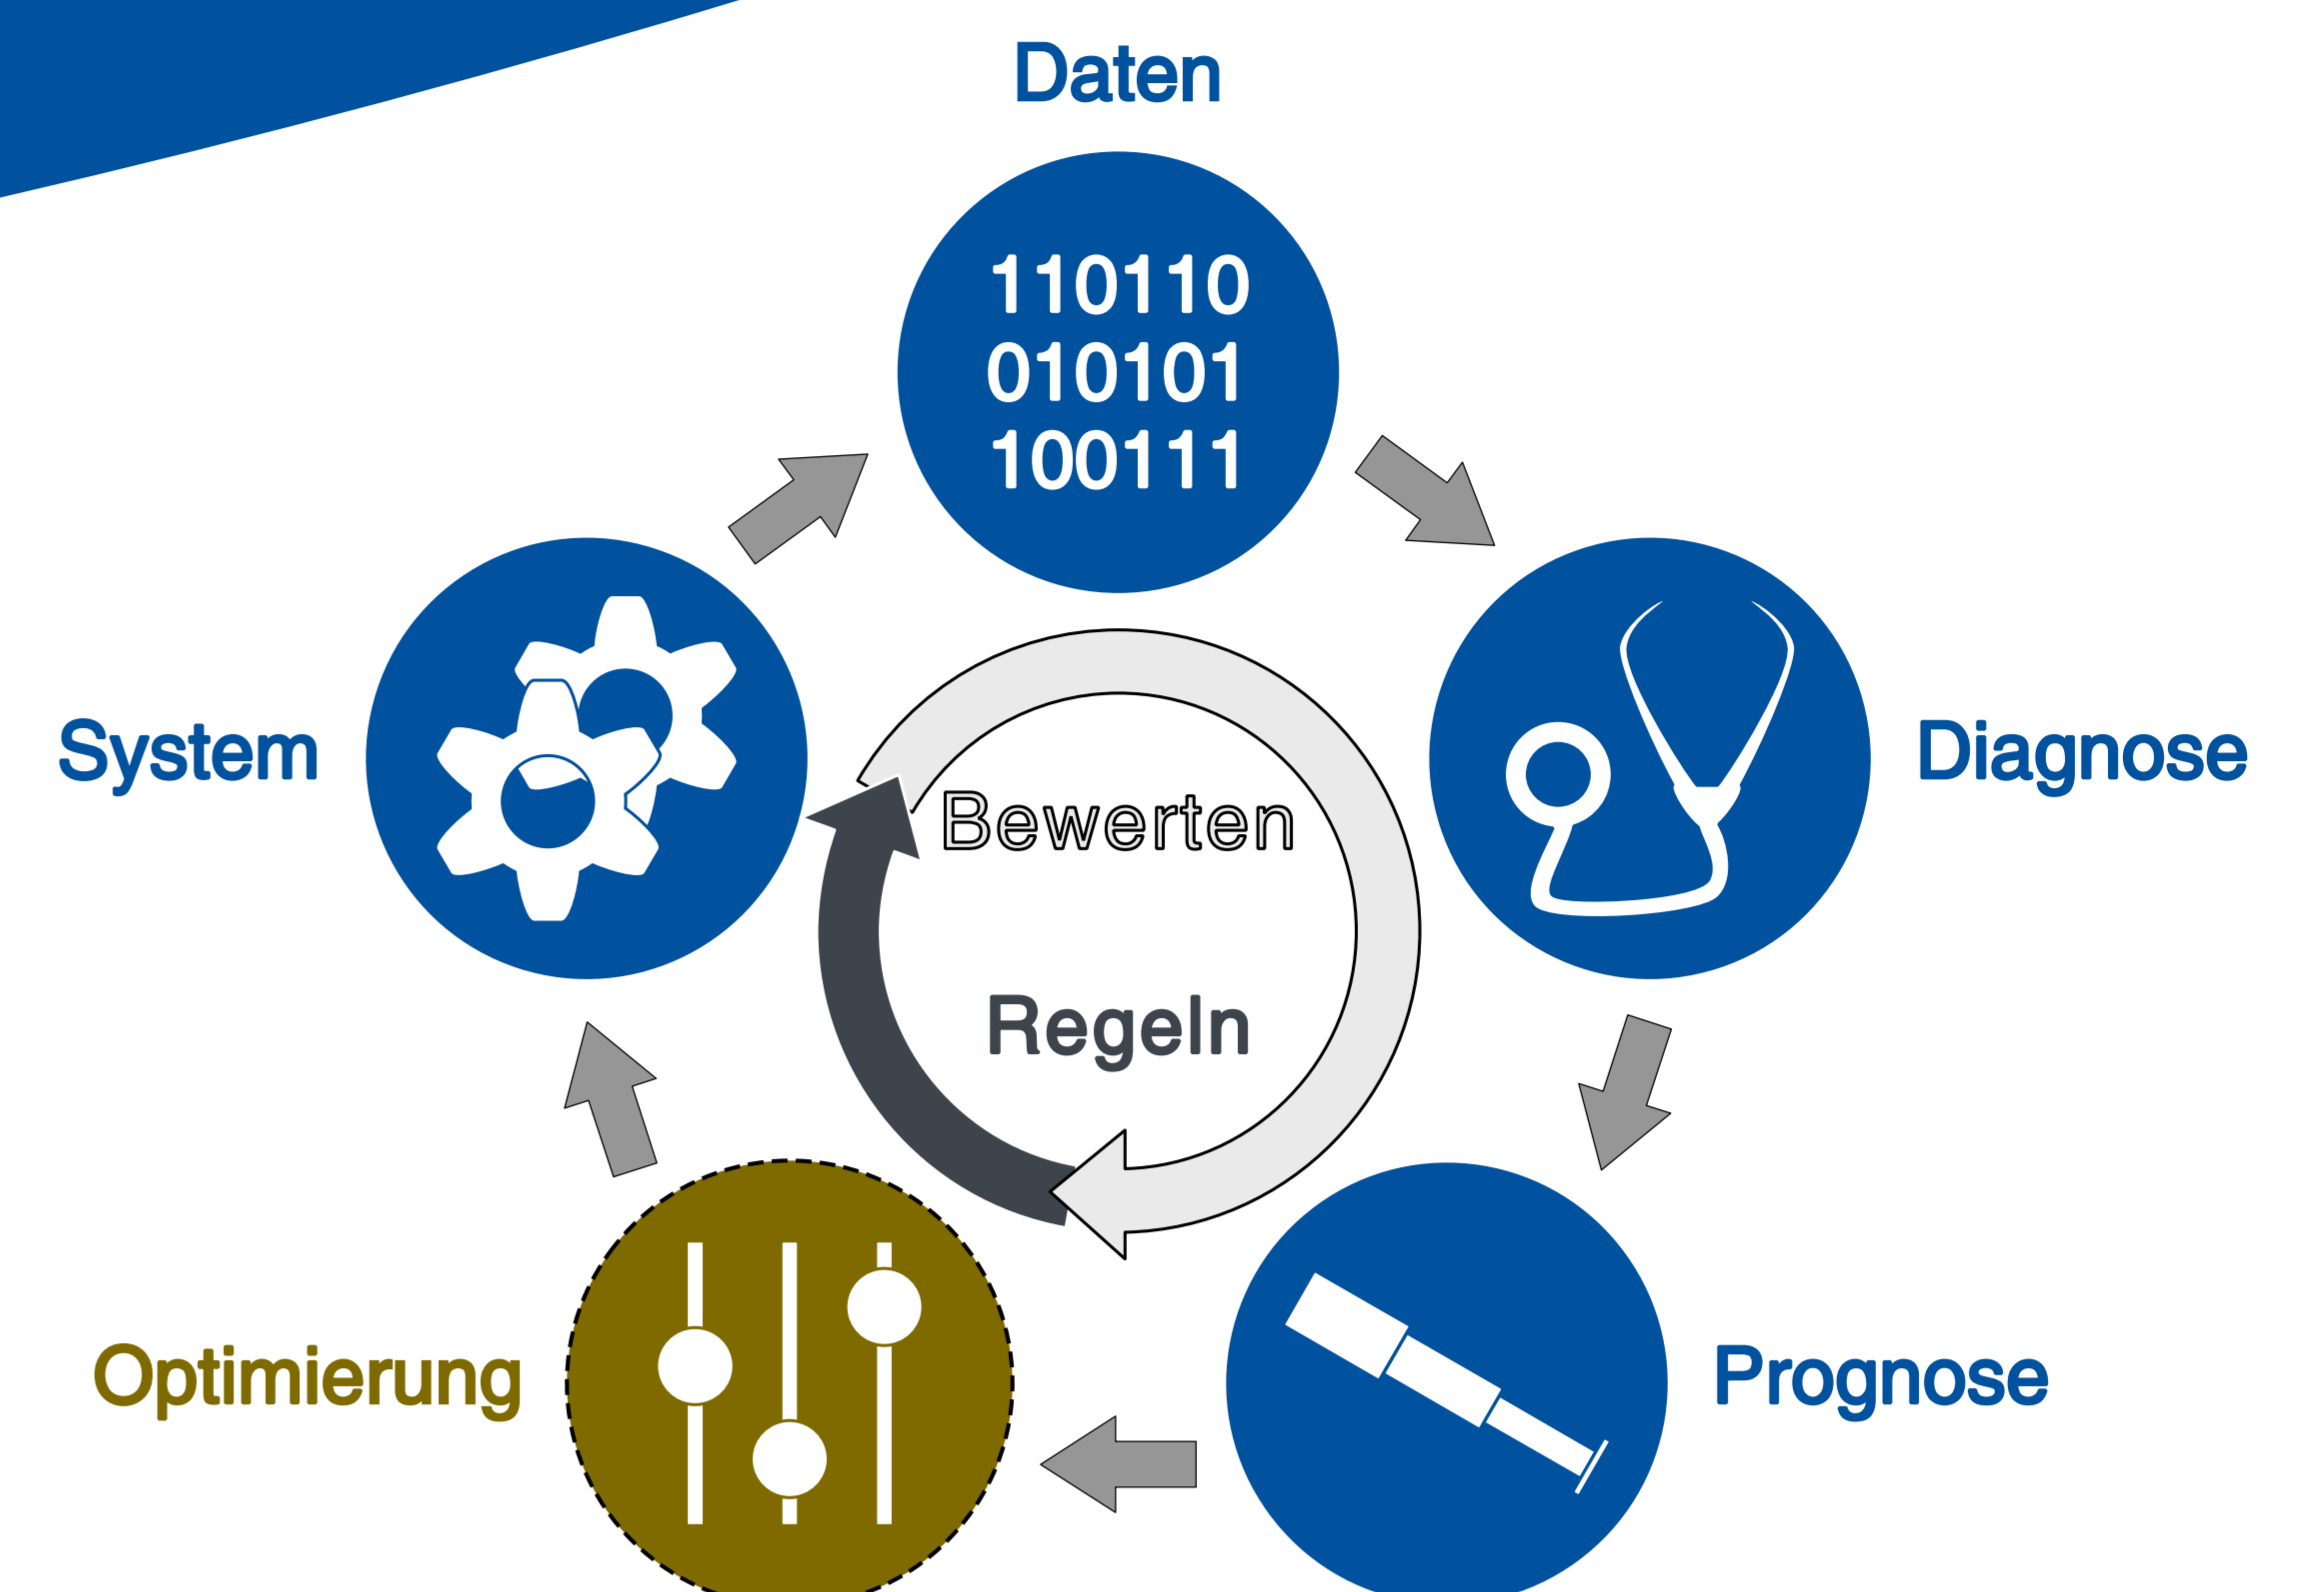 Daten
110110
010101
100111
System
Diagnose
Bewerten
Regeln
Optimierung
Prognose